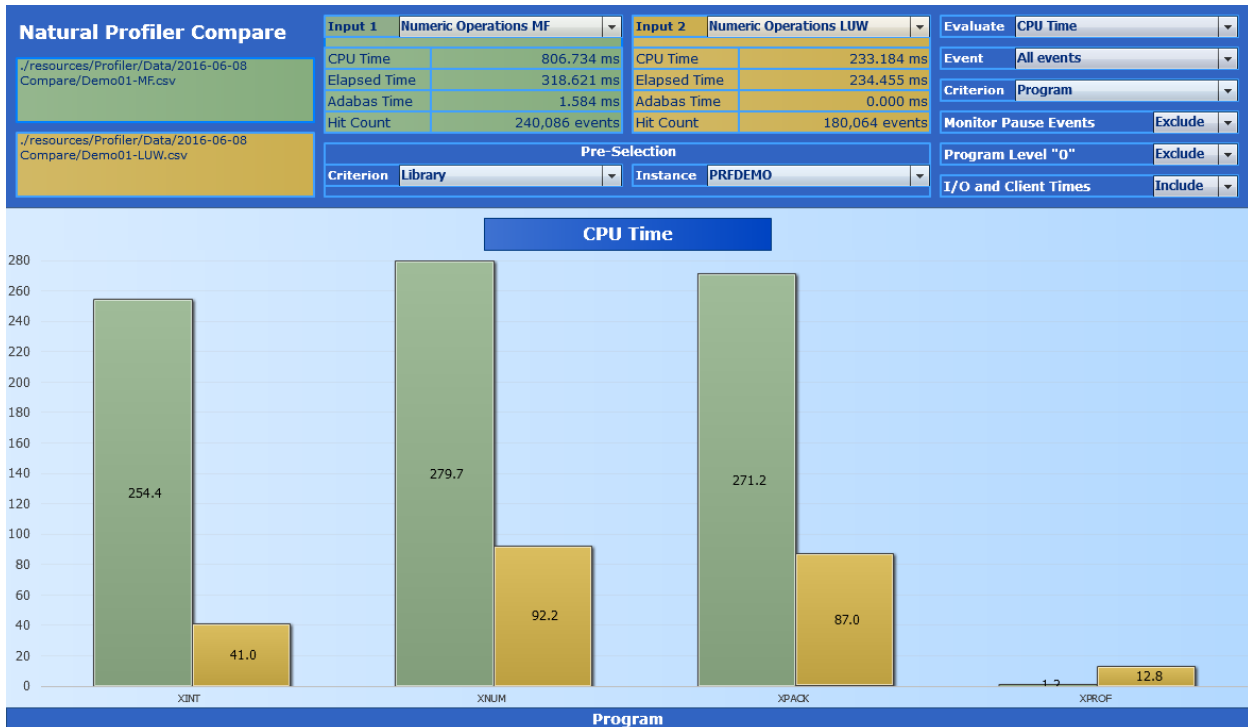 Natural Profiler Compare
./resources/Profiler/Data/2016-06-08
Compare/Demo01-MF.csv
./resources/Profiler/Data/2016-06-08
Compare/Demo01-LUW.csv
Input 1 Numeric Operations MF
CPU Time 806.734 ms
Elapsed Time 318.621 ms
Adabas Time 1.584 ms
Hit Count 240,086 events
Input 2 Numeric Operations LUW
CPU Time 233.184 ms
Elapsed Time 234.455 ms
Adabas Time 0.000 ms
Hit Count 180,064 events
Pre-Selection
Criterion Library Instance PRFDEMO
Evaluate CPU Time
Event All events
Criterion Program
Monitor Pause Events Exclude
Program Level "0" Exclude
I/O and Client Times Include
CPU Time
280
260
240
220
200
180
160
140
120
100
80
60
40
20
0
254.4
41.0
279.7
92.2
271.2
87.0
12.8
XINT XNUM XPACK XPROF
Program